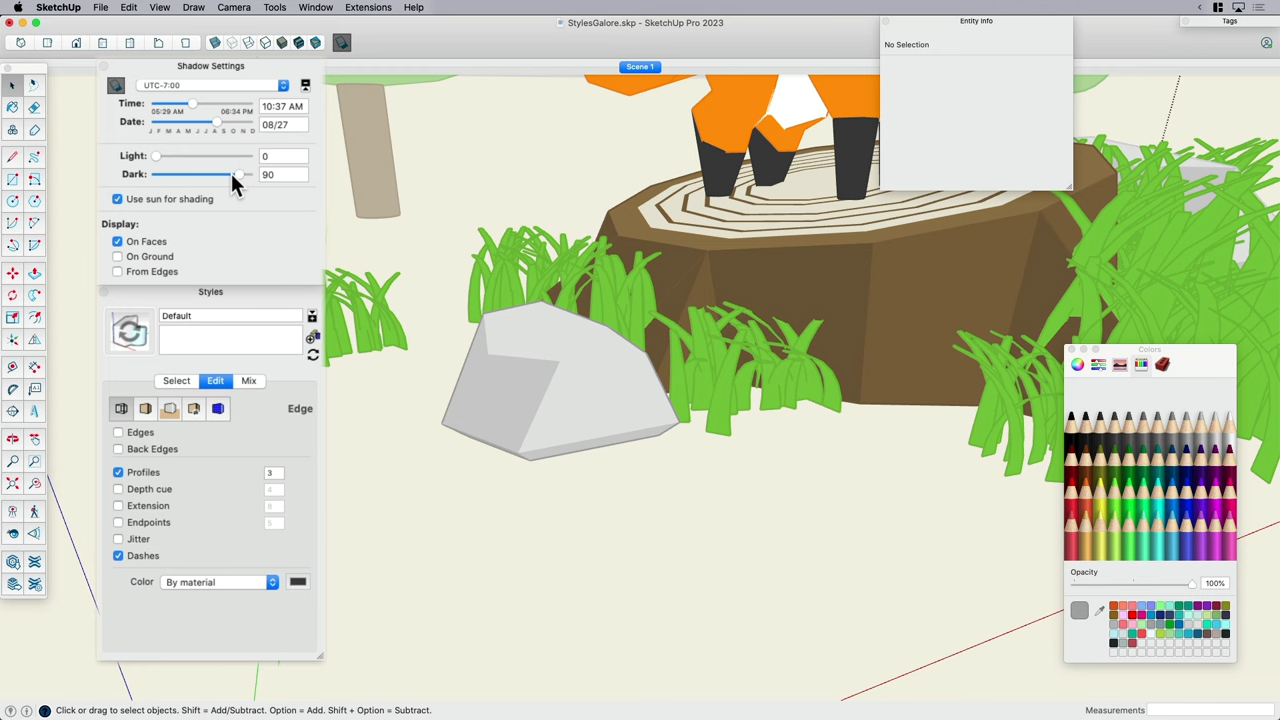 SketchUp File Edit View Draw Camera Tools Window Extensions Help
StylesGalore.skp - SketchUp Pro 2023
Entity Info
Tags
No Selection
Scene 1
Shadow Settings
UTC-7:00
Time:
10:37 AM
05:29 AM 06:34 PM
Date:
08/27
J F M A M J J A S O N D
Light: 0
Dark: 90
Use sun for shading
Display:
On Faces
On Ground
From Edges
Styles
Default
Select Edit Mix
Edge
Edges
Back Edges
Profiles 3
Depth cue 4
Extension 8
Endpoints 5
Jitter
Dashes
Color By material
Colors
Opacity
100%
Click or drag to select objects. Shift = Add/Subtract. Option = Add. Shift + Option = Subtract.
Measurements